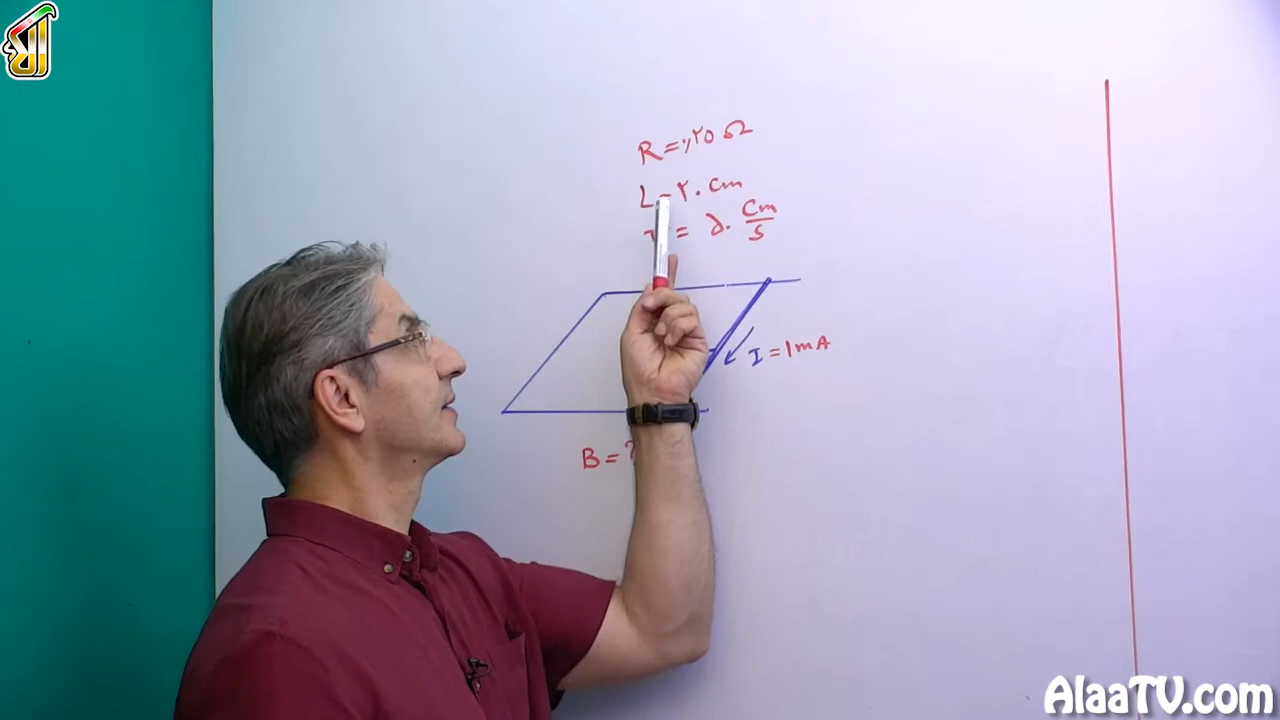 R = ۰٫۲۵ Ω
L = ۲۰ cm
v = ۵۰ cm/s
I = 1mA
B = ?
AlaaTV.com